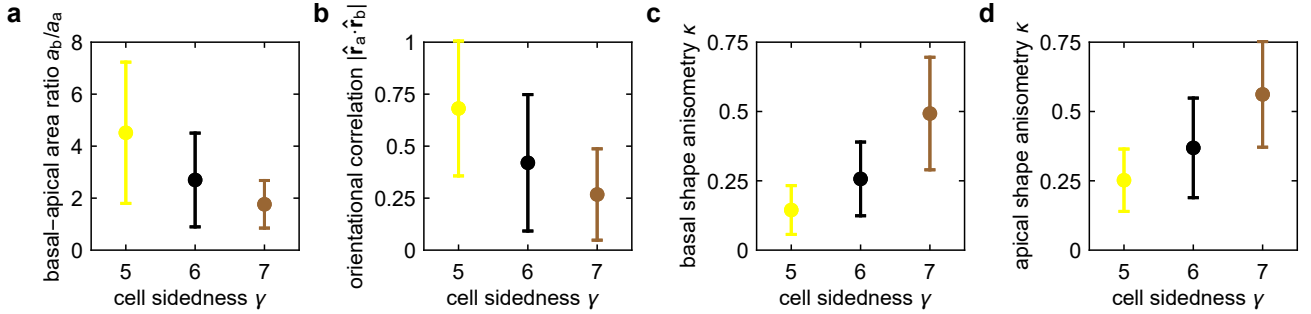 a
basal–apical area ratio a_b/a_a
8
6
4
2
0
5 6 7
cell sidedness γ
b
orientational correlation |r̂_a·r̂_b|
1
0.75
0.5
0.25
0
5 6 7
cell sidedness γ
c
basal shape anisometry κ
0.75
0.5
0.25
0
5 6 7
cell sidedness γ
d
apical shape anisometry κ
0.75
0.5
0.25
0
5 6 7
cell sidedness γ